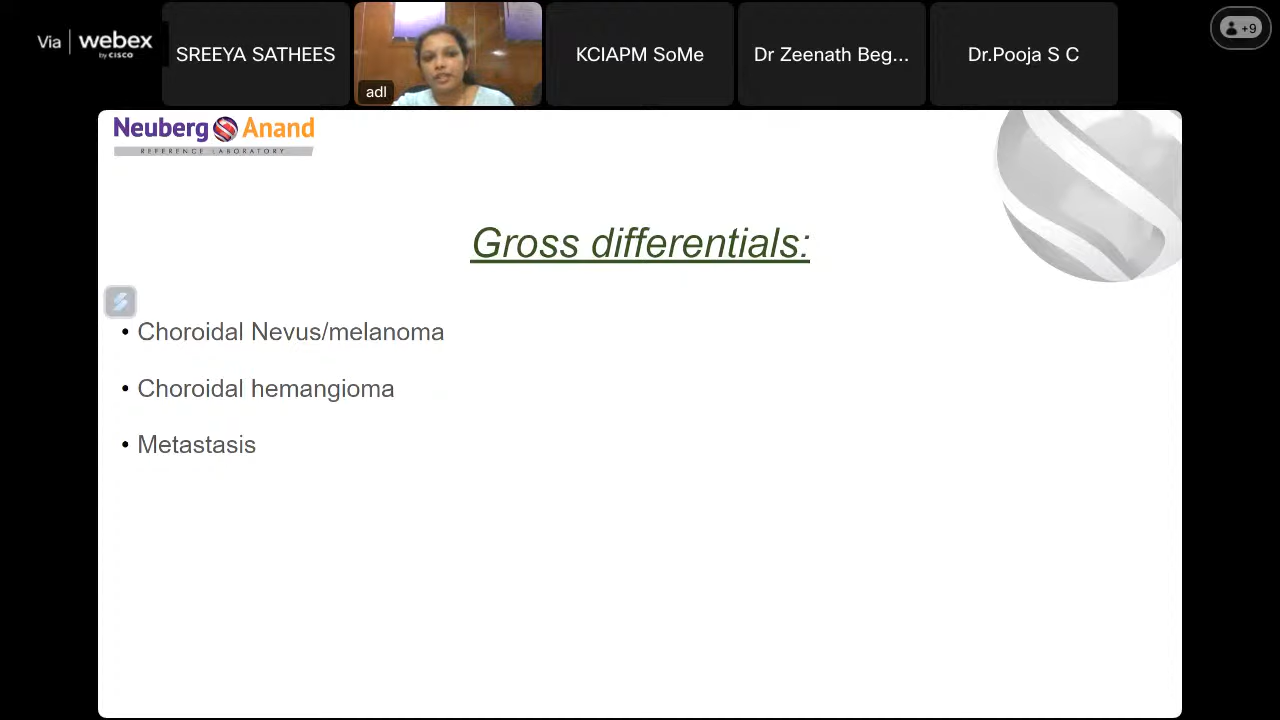 Via webex
by CISCO
SREEYA SATHEES
adl
KCIAPM SoMe
Dr Zeenath Beg...
Dr.Pooja S C
+9
Neuberg Anand
REFERENCE LABORATORY
Gross differentials:
• Choroidal Nevus/melanoma
• Choroidal hemangioma
• Metastasis